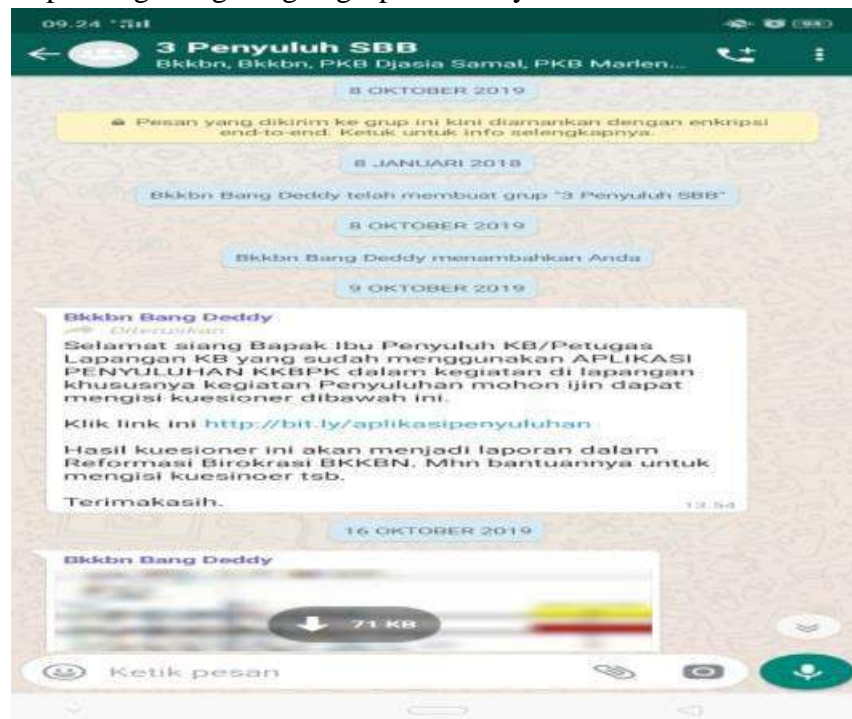 09.24
3 Penyuluh SBB
Bkkbn, Bkkbn, PKB Djasia Samal, PKB Marlen...
8 OKTOBER 2019
Pesan yang dikirim ke grup ini kini diamankan dengan enkripsi
end-to-end. Ketuk untuk info selengkapnya.
8 JANUARI 2018
Bkkbn Bang Deddy telah membuat grup "3 Penyuluh SBB"
8 OKTOBER 2019
Bkkbn Bang Deddy menambahkan Anda
9 OKTOBER 2019
Bkkbn Bang Deddy
Diteruskan
Selamat siang Bapak Ibu Penyuluh KB/Petugas
Lapangan KB yang sudah menggunakan APLIKASI
PENYULUHAN KKBPK dalam kegiatan di lapangan
khususnya kegiatan Penyuluhan mohon ijin dapat
mengisi kuesioner dibawah ini.
Klik link ini http://bit.ly/aplikasipenyuluhan
Hasil kuesioner ini akan menjadi laporan dalam
Reformasi Birokrasi BKKBN. Mhn bantuannya untuk
mengisi kuesinoer tsb.
Terimakasih.
13.54
16 OKTOBER 2019
Bkkbn Bang Deddy
71 KB
Ketik pesan